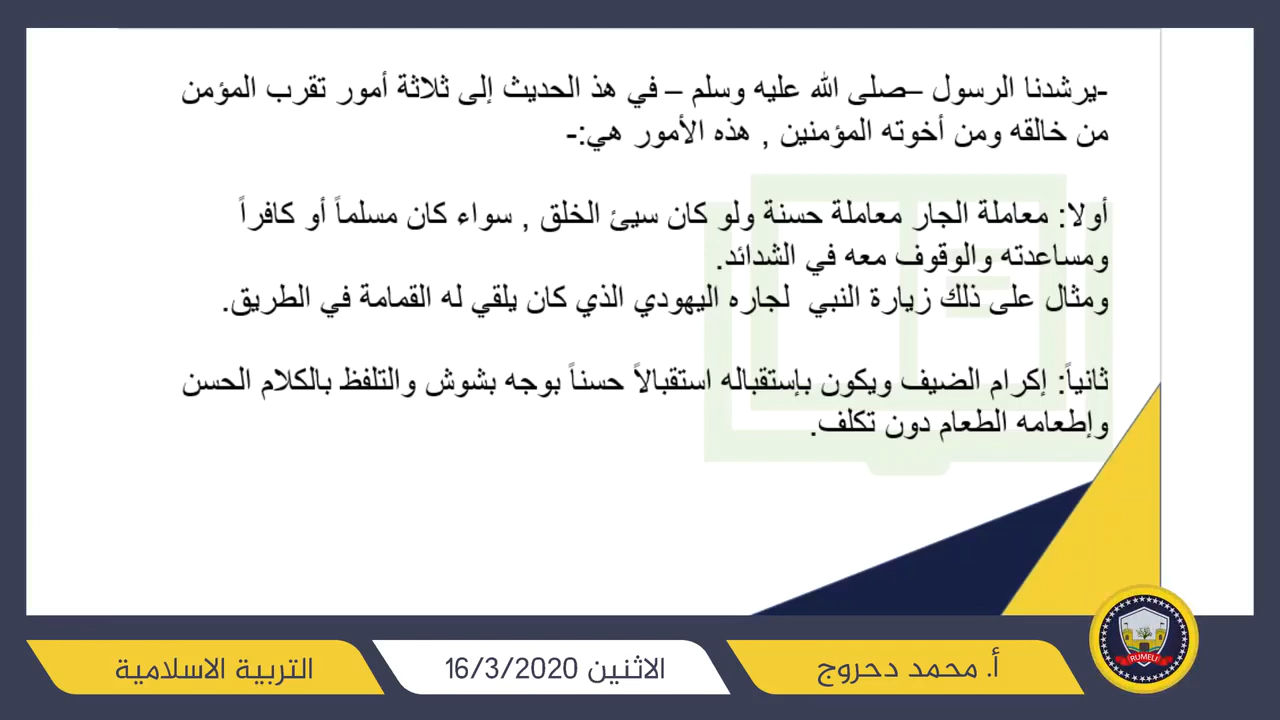 -يرشدنا الرسول –صلى الله عليه وسلم – في هذ الحديث إلى ثلاثة أمور تقرب المؤمن
من خالقه ومن أخوته المؤمنين , هذه الأمور هي:-
أولا: معاملة الجار معاملة حسنة ولو كان سيئ الخلق , سواء كان مسلماً أو كافراً
ومساعدته والوقوف معه في الشدائد.
ومثال على ذلك زيارة النبي لجاره اليهودي الذي كان يلقي له القمامة في الطريق.
ثانياً: إكرام الضيف ويكون بإستقباله استقبالاً حسناً بوجه بشوش والتلفظ بالكلام الحسن
وإطعامه الطعام دون تكلف.
أ. محمد دحروج
الاثنين 16/3/2020
التربية الاسلامية
RUMELI